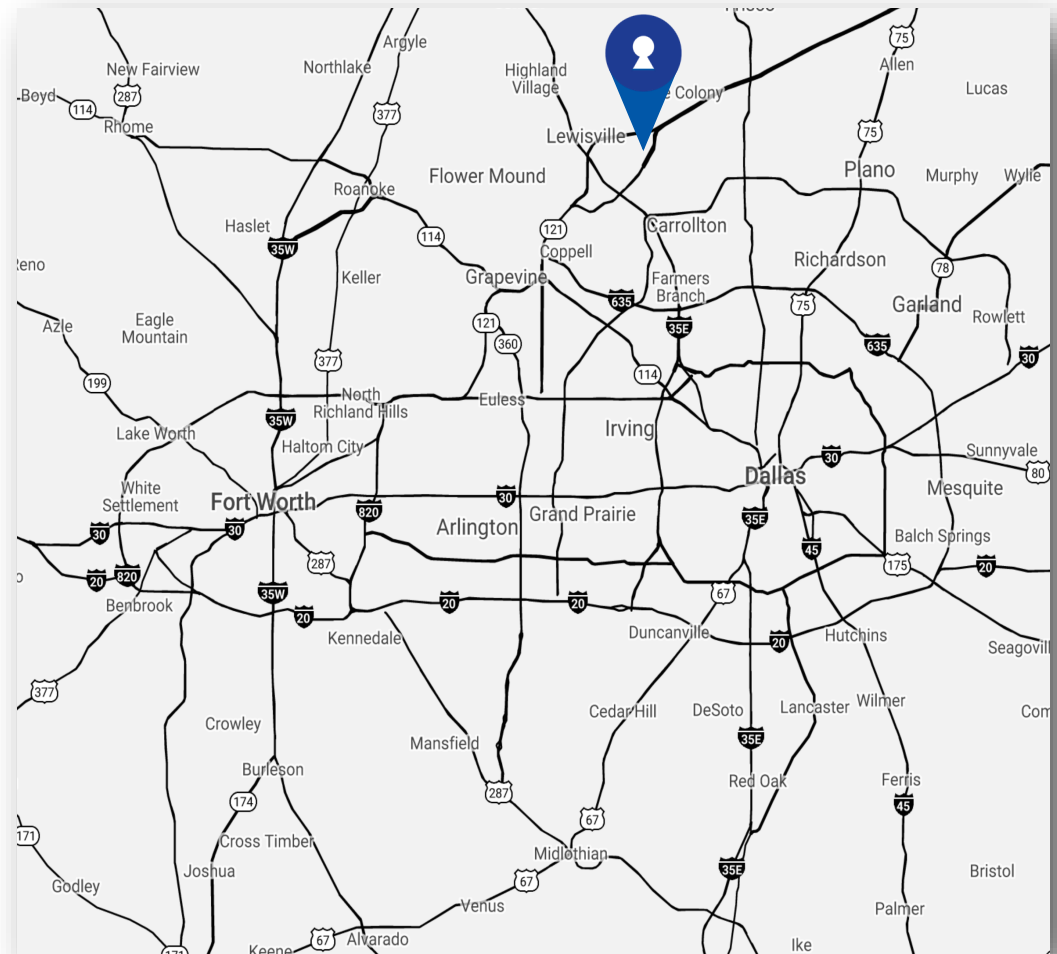 Argyle
75
New Fairview
Northlake
Highland
Village
Allen
287
Boyd
114
377
e Colony
Lucas
Rhome
75
Lewisville
Plano
Flower Mound
Murphy
Wylie
Roanoke
Haslet
114
121
Carrollton
35W
Coppell
Richardson
78
Keller
Grapevine
Farmers
Branch
635
75
Garland
Azle
Eagle
Mountain
121
35E
Rowlett
360
635
30
377
114
199
North
Richland Hills
Euless
35W
Lake Worth
Haltom City
Irving
30
Sunnyvale
80
Dallas
White
Settlement
Fort Worth
30
Mesquite
820
Arlington
Grand Prairie
35E
30
30
45
Balch Springs
287
175
20
20
820
35W
67
Benbrook
20
20
20
Kennedale
Duncanville
20
Hutchins
Seagovill
377
Crowley
Cedar Hill
DeSoto
Lancaster
Wilmer
Com
Mansfield
35E
Burleson
Red Oak
Ferris
174
287
45
67
171
Cross Timber
Midlothian
Joshua
35E
Bristol
Godley
67
Venus
Palmer
67
Alvarado
Ike
Keene
171